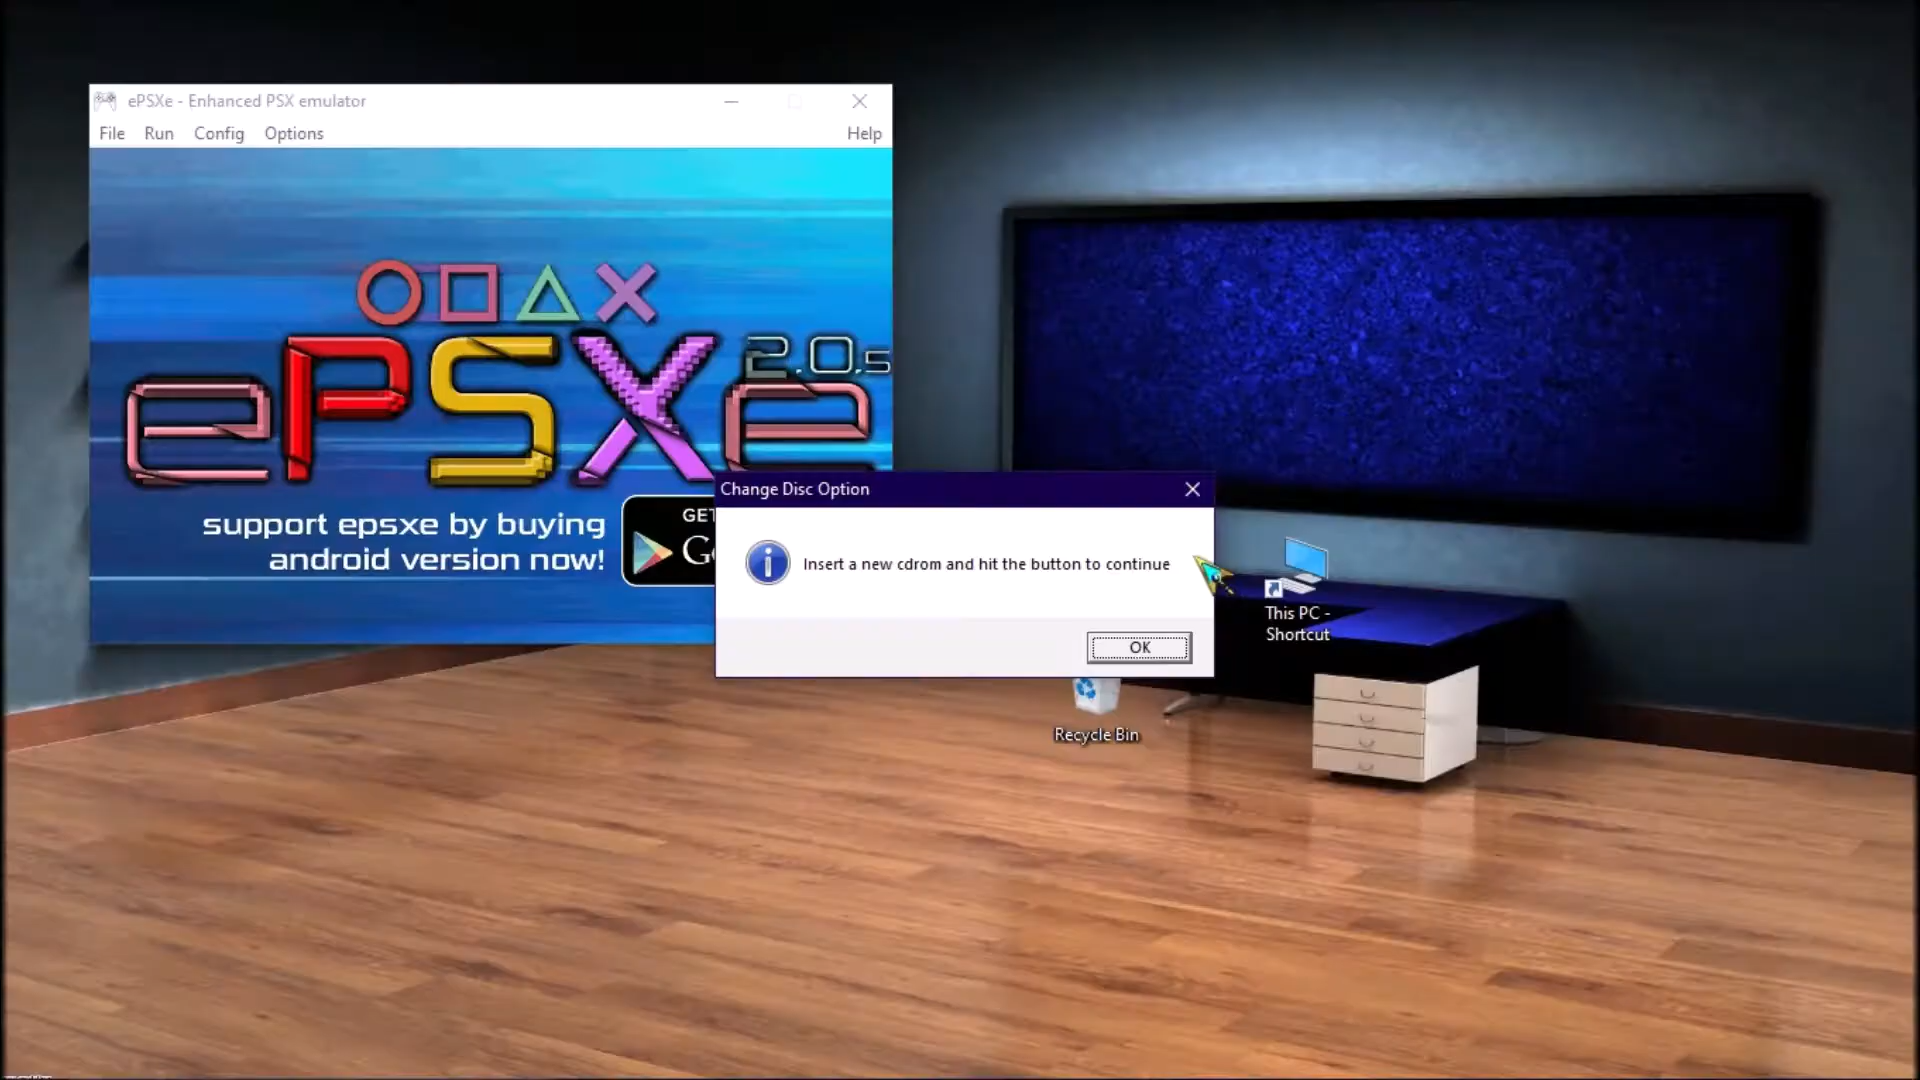 ePSXe - Enhanced PSX emulator
File Run Config Options Help
ePSXe 2.0.5
support epsxe by buying
android version now!
GET
Go
Change Disc Option
Insert a new cdrom and hit the button to continue
OK
This PC -
Shortcut
Recycle Bin